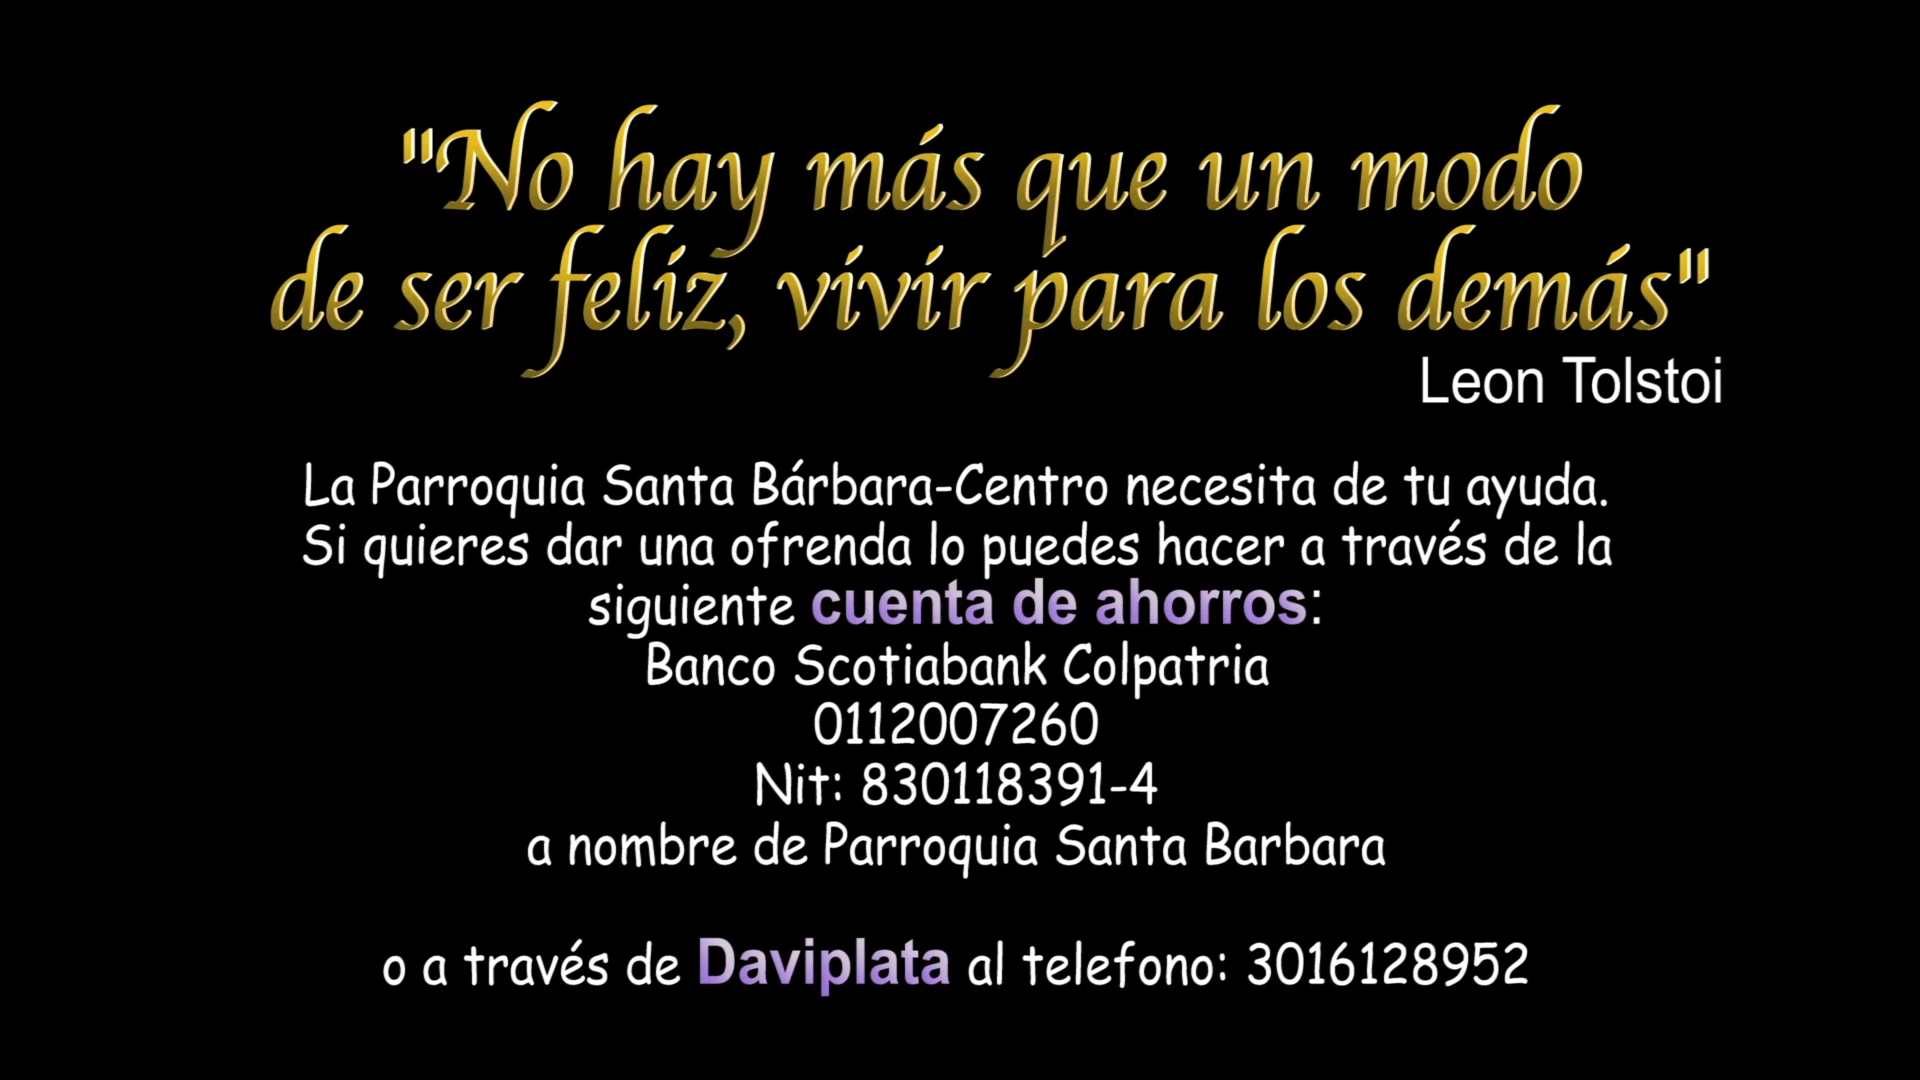 "No hay más que un modo
de ser feliz, vivir para los demás"
Leon Tolstoi
La Parroquia Santa Bárbara-Centro necesita de tu ayuda.
Si quieres dar una ofrenda lo puedes hacer a través de la
siguiente cuenta de ahorros:
Banco Scotiabank Colpatria
0112007260
Nit: 830118391-4
a nombre de Parroquia Santa Barbara
o a través de Daviplata al telefono: 3016128952